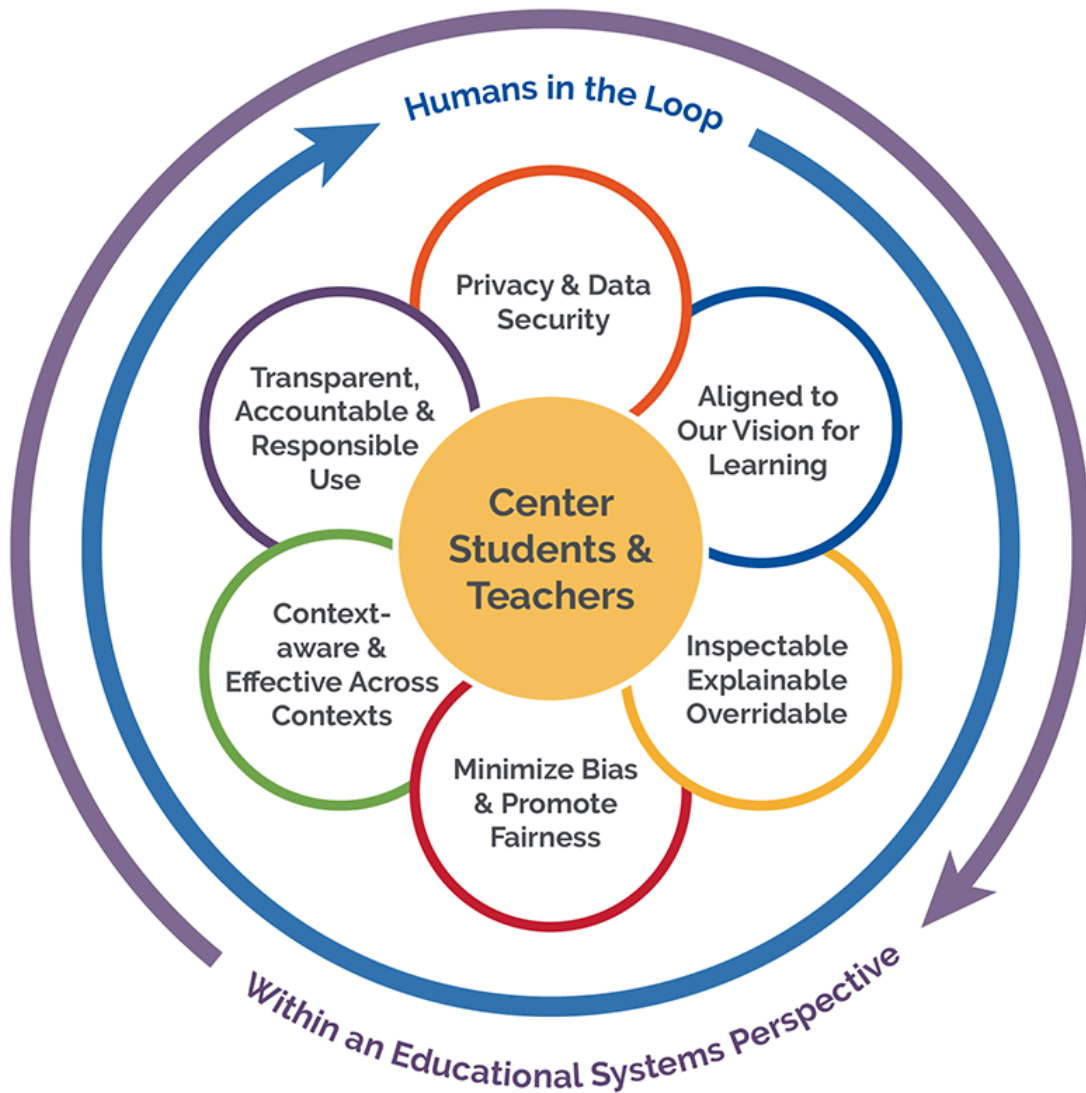 Humans in the Loop
Privacy & Data
Security
Transparent,
Accountable &
Responsible
Use
Aligned to
Our Vision for
Learning
Center
Students &
Teachers
Context-
aware &
Effective Across
Contexts
Inspectable
Explainable
Overridable
Minimize Bias
& Promote
Fairness
Within an Educational Systems Perspective